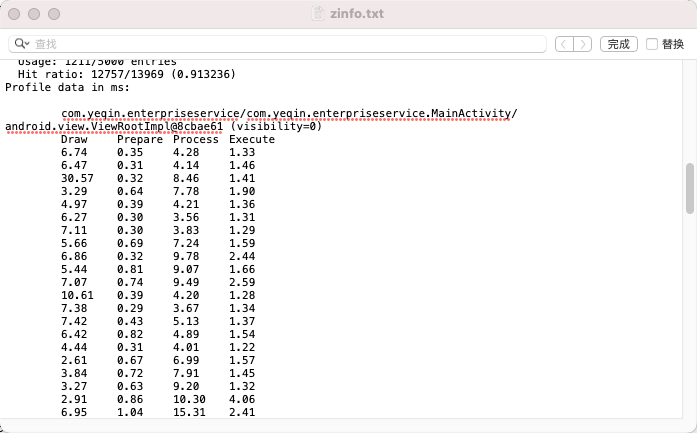 zinfo.txt
查找
完成
替换
Usage: 1211/5000 entries
Hit ratio: 12757/13969 (0.913236)
Profile data in ms:
com.yeqin.enterpriseservice/com.yeqin.enterpriseservice.MainActivity/
android.view.ViewRootImpl@8cbae61 (visibility=0)
Draw Prepare Process Execute
6.74 0.35 4.28 1.33
6.47 0.31 4.14 1.46
30.57 0.32 8.46 1.41
3.29 0.64 7.78 1.90
4.97 0.39 4.21 1.36
6.27 0.30 3.56 1.31
7.11 0.30 3.83 1.29
5.66 0.69 7.24 1.59
6.86 0.32 9.78 2.44
5.44 0.81 9.07 1.66
7.07 0.74 9.49 2.59
10.61 0.39 4.20 1.28
7.38 0.29 3.67 1.34
7.42 0.43 5.13 1.37
6.42 0.82 4.89 1.54
4.44 0.31 4.01 1.22
2.61 0.67 6.99 1.57
3.84 0.72 7.91 1.45
3.27 0.63 9.20 1.32
2.91 0.86 10.30 4.06
6.95 1.04 15.31 2.41